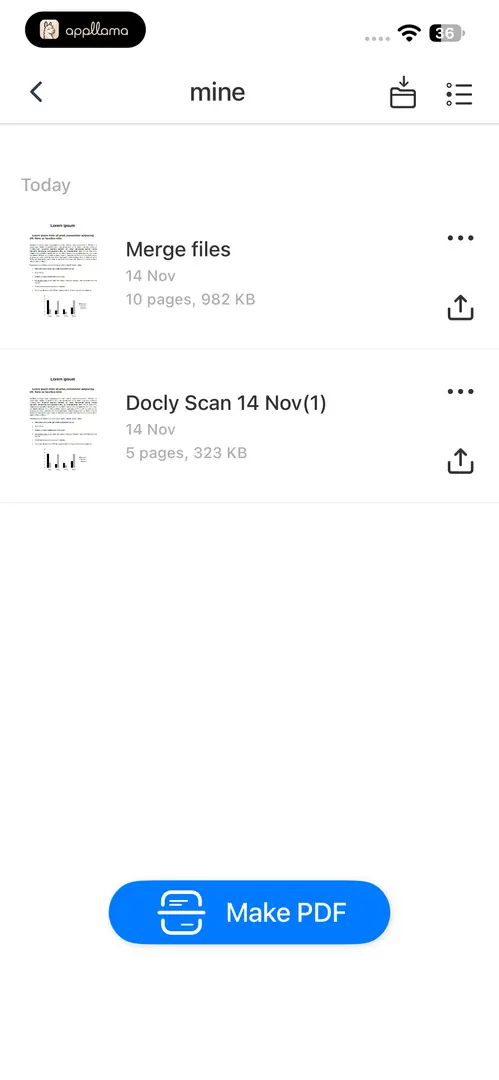 appllama
36
mine
Today
Lorem ipsum
Merge files
14 Nov
10 pages, 982 KB
Lorem ipsum
Docly Scan 14 Nov(1)
14 Nov
5 pages, 323 KB
Make PDF